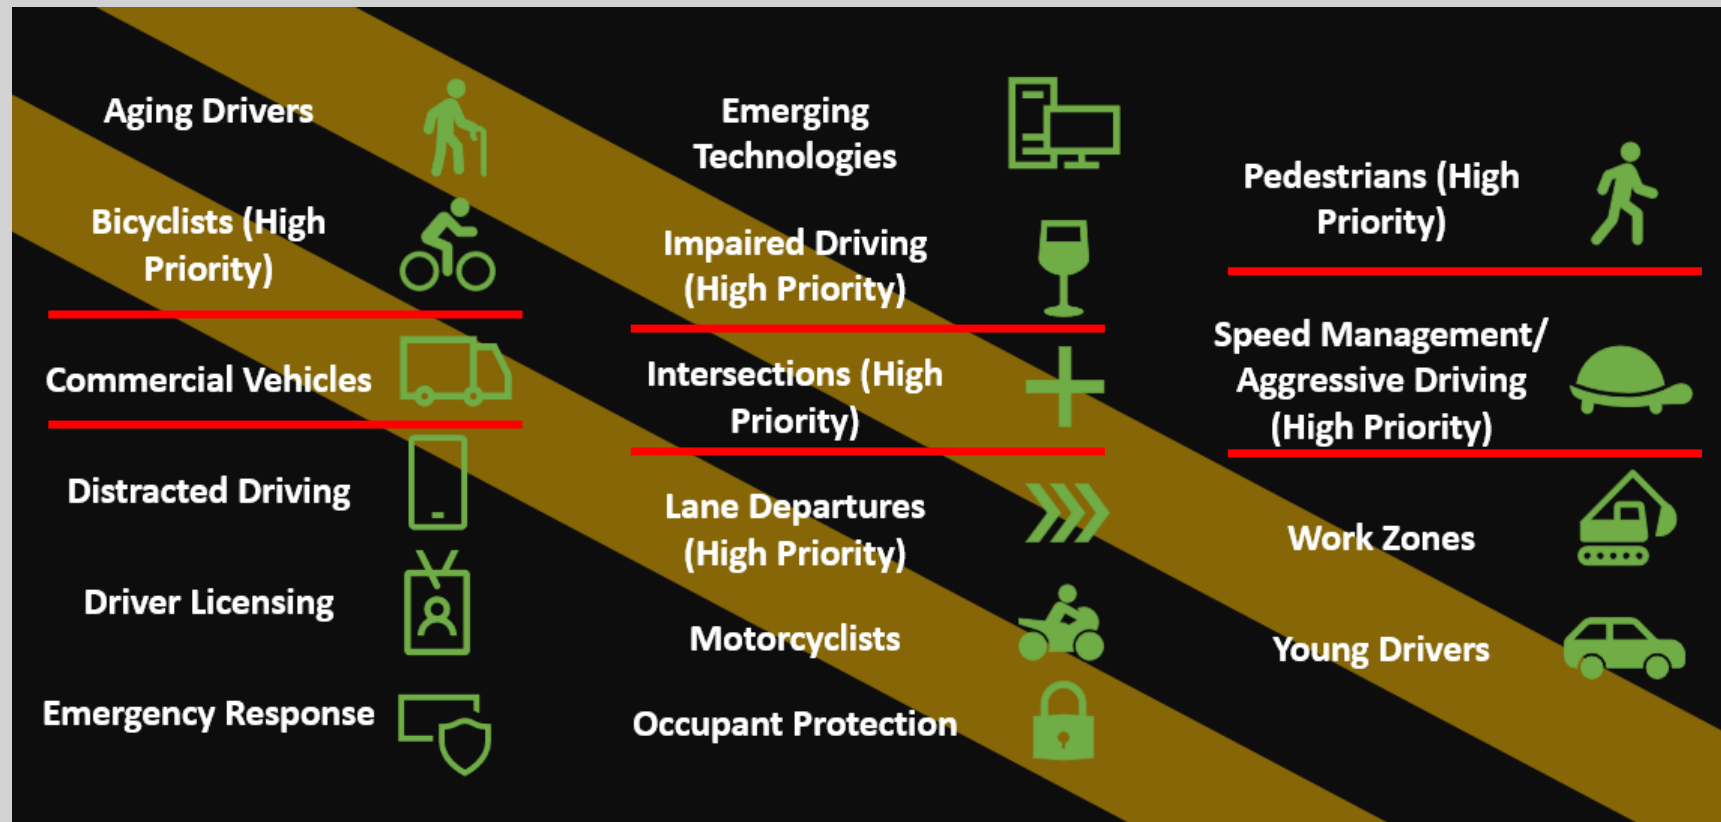 Aging Drivers
Bicyclists (High
Priority)
Commercial Vehicles
Distracted Driving
Driver Licensing
Emergency Response
Emerging
Technologies
Impaired Driving
(High Priority)
Intersections (High
Priority)
Lane Departures
(High Priority)
Motorcyclists
Occupant Protection
Pedestrians (High
Priority)
Speed Management/
Aggressive Driving
(High Priority)
Work Zones
Young Drivers